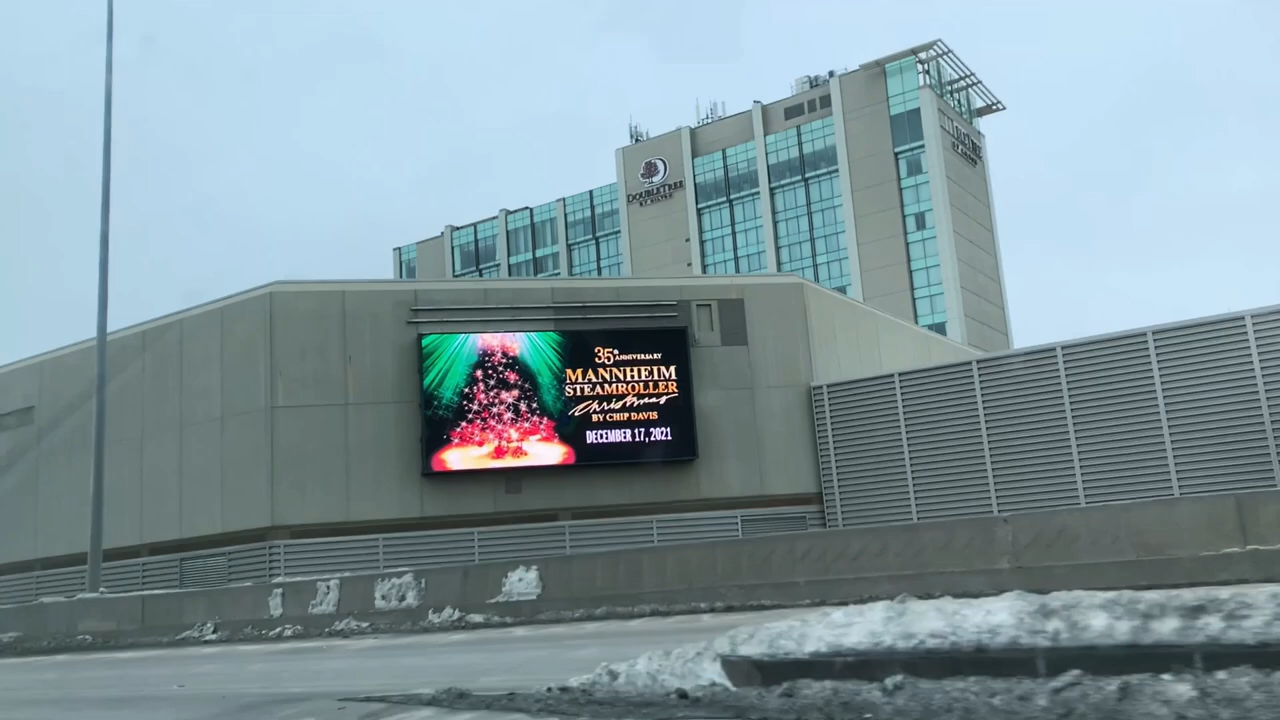 DOUBLETREE
BY HILTON
35th ANNIVERSARY
MANNHEIM
STEAMROLLER
Christmas
BY CHIP DAVIS
DECEMBER 17, 2021